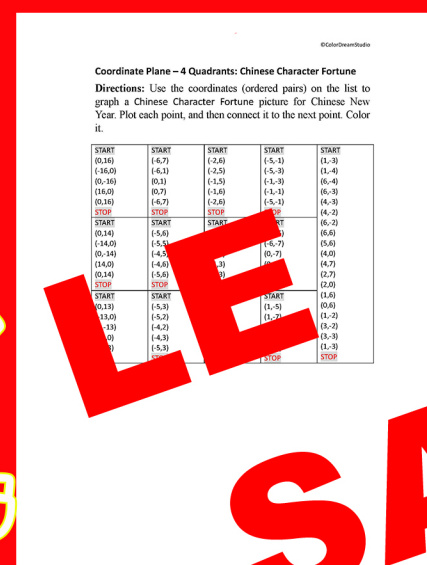 ©ColorDreamStudio
Coordinate Plane – 4 Quadrants: Chinese Character Fortune
Directions: Use the coordinates (ordered pairs) on the list to
graph a Chinese Character Fortune picture for Chinese New
Year. Plot each point, and then connect it to the next point. Color
it.
START START START START START
(0,16) (-6,7) (-2,6) (-5,-1) (1,-3)
(-16,0) (-6,1) (-2,5) (-5,-3) (1,-4)
(0,-16) (0,1) (-1,5) (-1,-3) (6,-4)
(16,0) (0,7) (-1,6) (-1,-1) (6,-3)
(0,16) (-6,7) (-2,6) (-5,-1) (4,-3)
STOP STOP STOP (4,-2)
START START START (6,-2)
(0,14) (-5,6) (6,6)
(-14,0) (-5,5) (-6,-7) (5,6)
(0,-14) (0,-7) (4,0)
(14,0) (-4,6) (4,7)
(0,14) (-5,6) (2,7)
STOP STOP (2,0)
START START START (1,6)
(0,13) (-5,3) (1,-5) (0,6)
(-5,2) (1,-2)
(-4,2) (3,-2)
(-4,3) (3,-3)
(-5,3) (1,-3)
STOP STOP
LE
SA